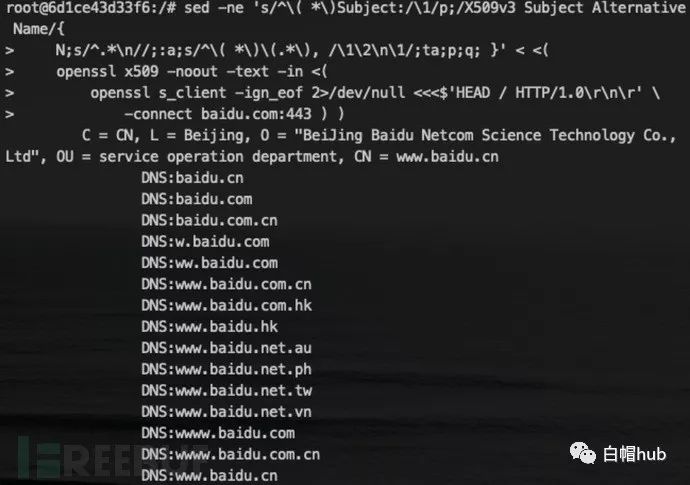 root@6d1ce43d33f6:/# sed -ne 's/^\( *\)Subject:/\1/p;/X509v3 Subject Alternative
 Name/{
>     N;s/^.*\n//;:a;s/^\( *\)\(.*\), /\1\2\n\1/;ta;p;q; }' < <(
>     openssl x509 -noout -text -in <(
>         openssl s_client -ign_eof 2>/dev/null <<<$'HEAD / HTTP/1.0\r\n\r' \
>             -connect baidu.com:443 ) )
         C = CN, L = Beijing, O = "BeiJing Baidu Netcom Science Technology Co.,
Ltd", OU = service operation department, CN = www.baidu.cn
                DNS:baidu.cn
                DNS:baidu.com
                DNS:baidu.com.cn
                DNS:w.baidu.com
                DNS:ww.baidu.com
                DNS:www.baidu.com.cn
                DNS:www.baidu.com.hk
                DNS:www.baidu.hk
                DNS:www.baidu.net.au
                DNS:www.baidu.net.ph
                DNS:www.baidu.net.tw
                DNS:www.baidu.net.vn
                DNS:wwww.baidu.com
                DNS:wwww.baidu.com.cn
                DNS:www.baidu.cn
REEBUF
白帽hub